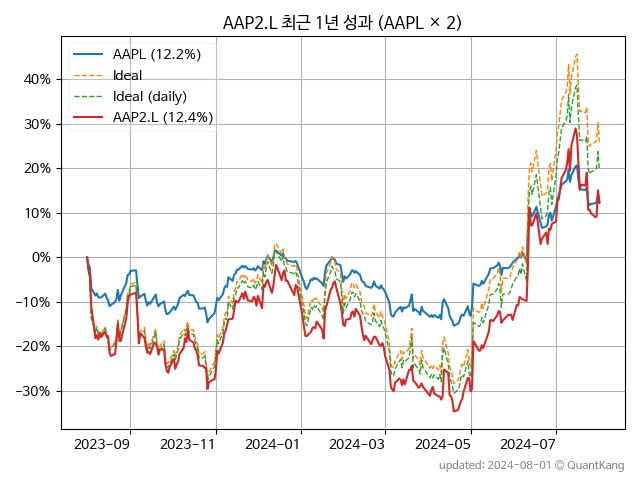 AAP2.L 최근 1년 성과 (AAPL × 2)
AAPL (12.2%)
Ideal
Ideal (daily)
AAP2.L (12.4%)
40%
30%
20%
10%
0%
−10%
−20%
−30%
2023−09
2023−11
2024−01
2024−03
2024−05
2024−07
updated: 2024−08−01 @ QuantKang